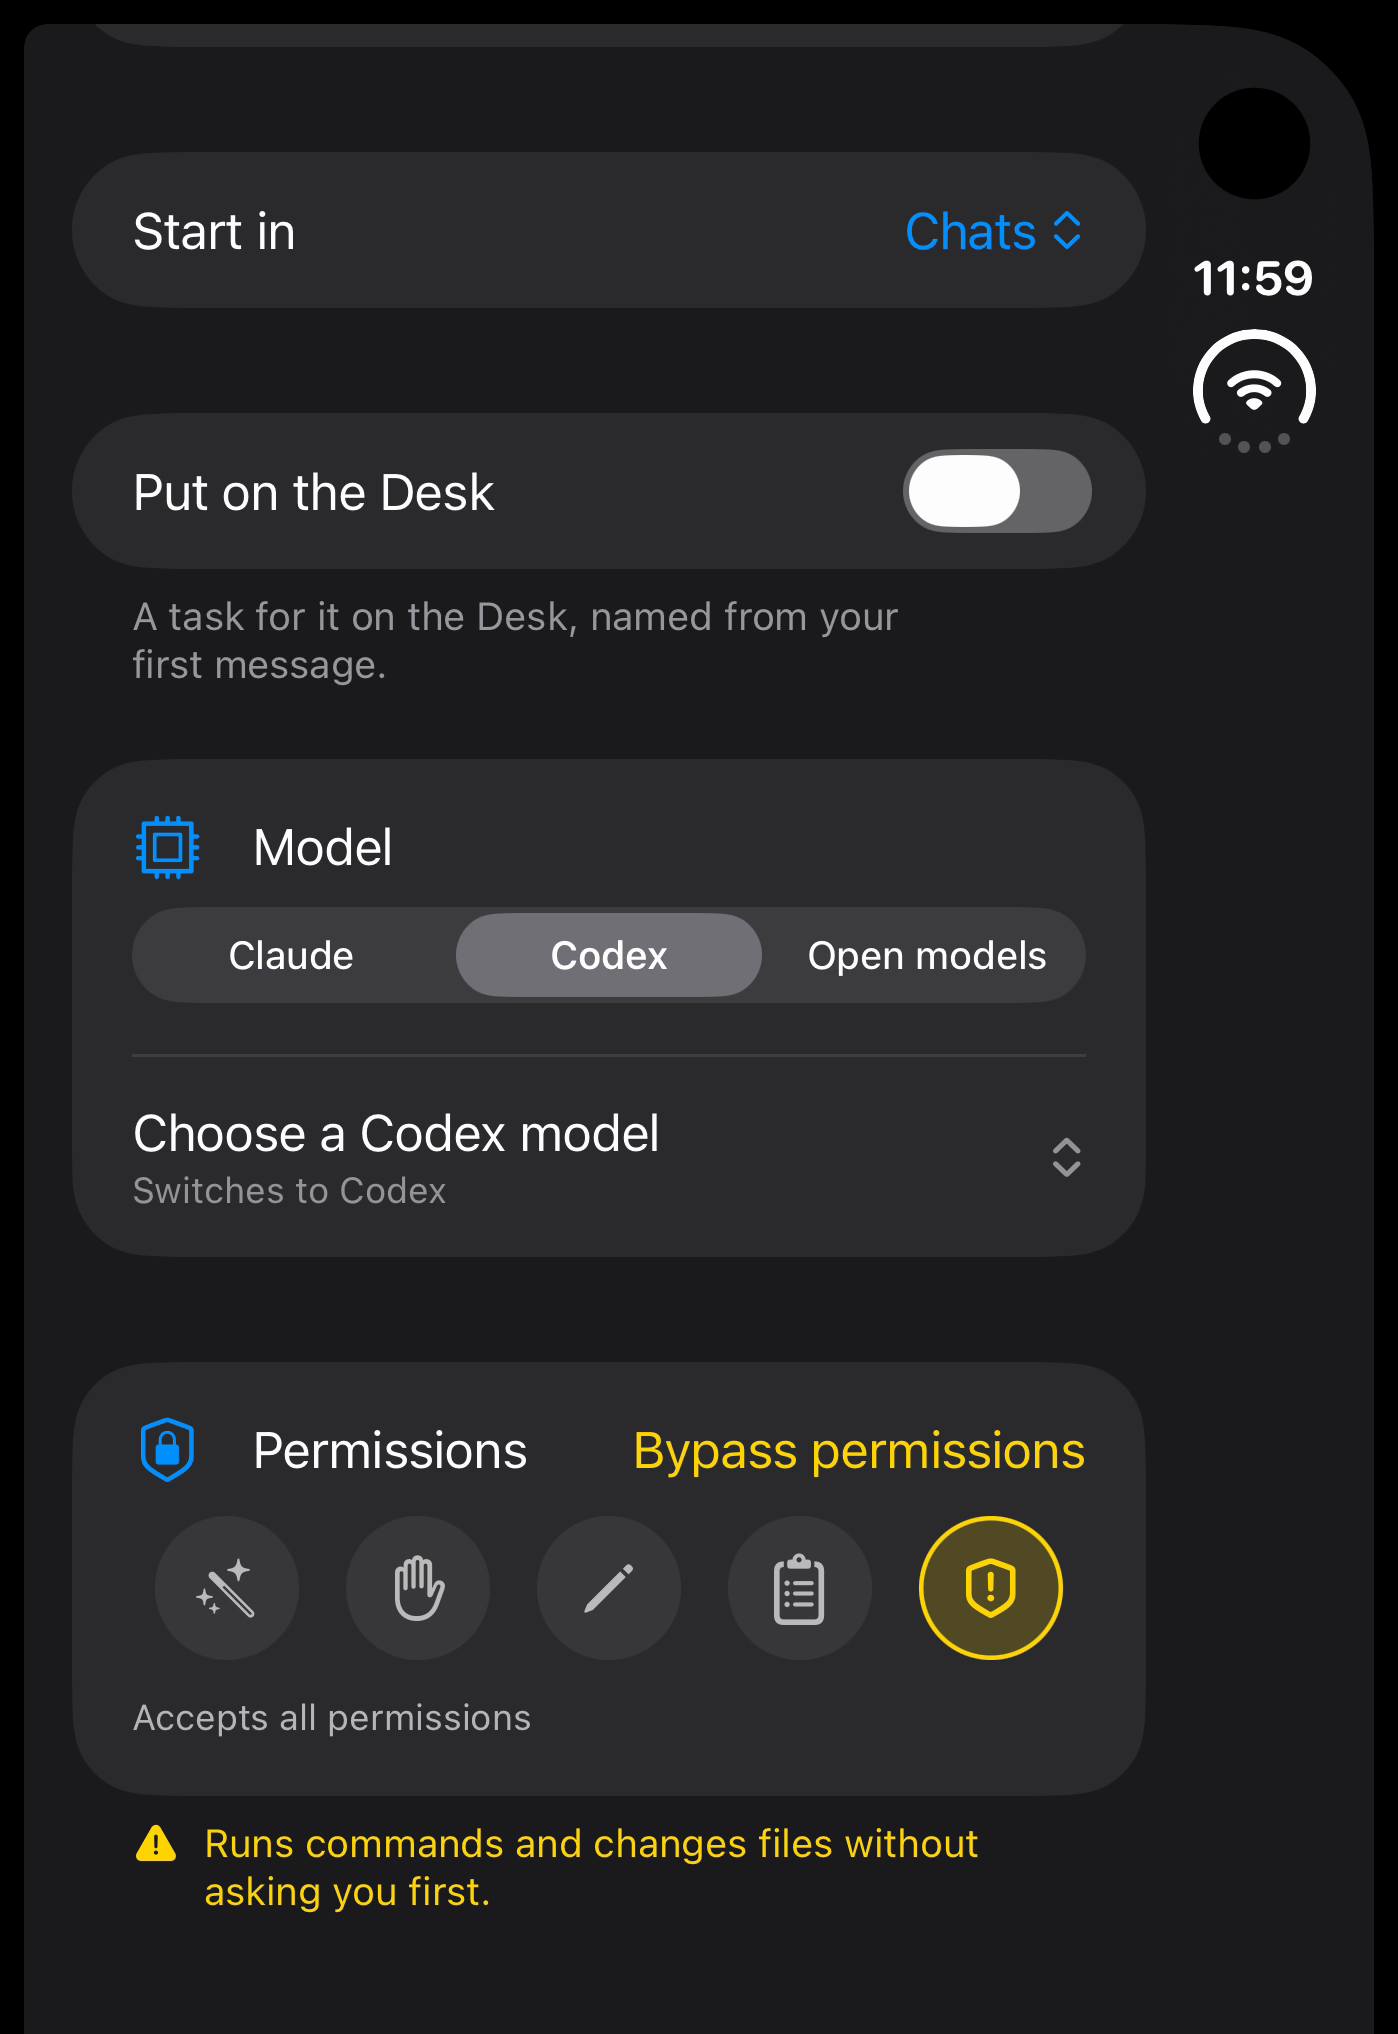 Start in
Chats
11:59
Put on the Desk
A task for it on the Desk, named from your
first message.
Model
Claude
Codex
Open models
Choose a Codex model
Switches to Codex
Permissions
Bypass permissions
Accepts all permissions
Runs commands and changes files without
asking you first.